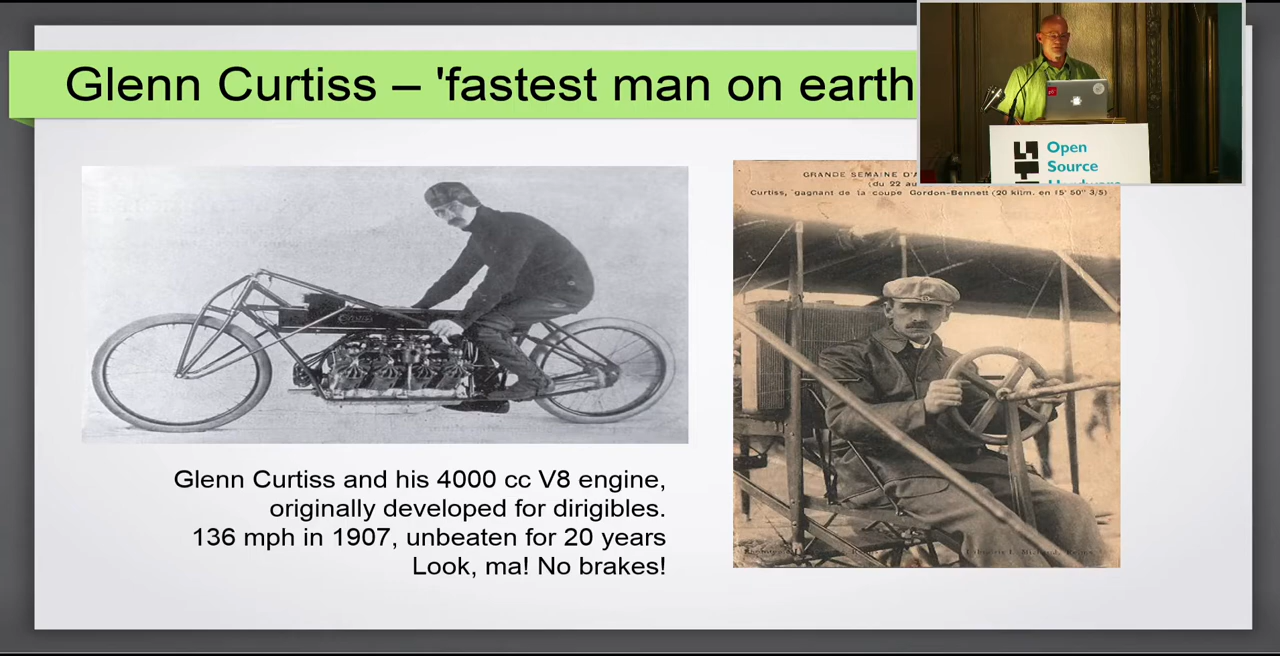 Glenn Curtiss – 'fastest man on earth
Open
Source
Hardware
GRANDE SEMAINE D'A
(du 22 au
Curtiss, gagnant de la coupe Gordon-Bennett (20 kilm. en 15' 50" 3/5)
Glenn Curtiss and his 4000 cc V8 engine,
originally developed for dirigibles.
136 mph in 1907, unbeaten for 20 years
Look, ma! No brakes!